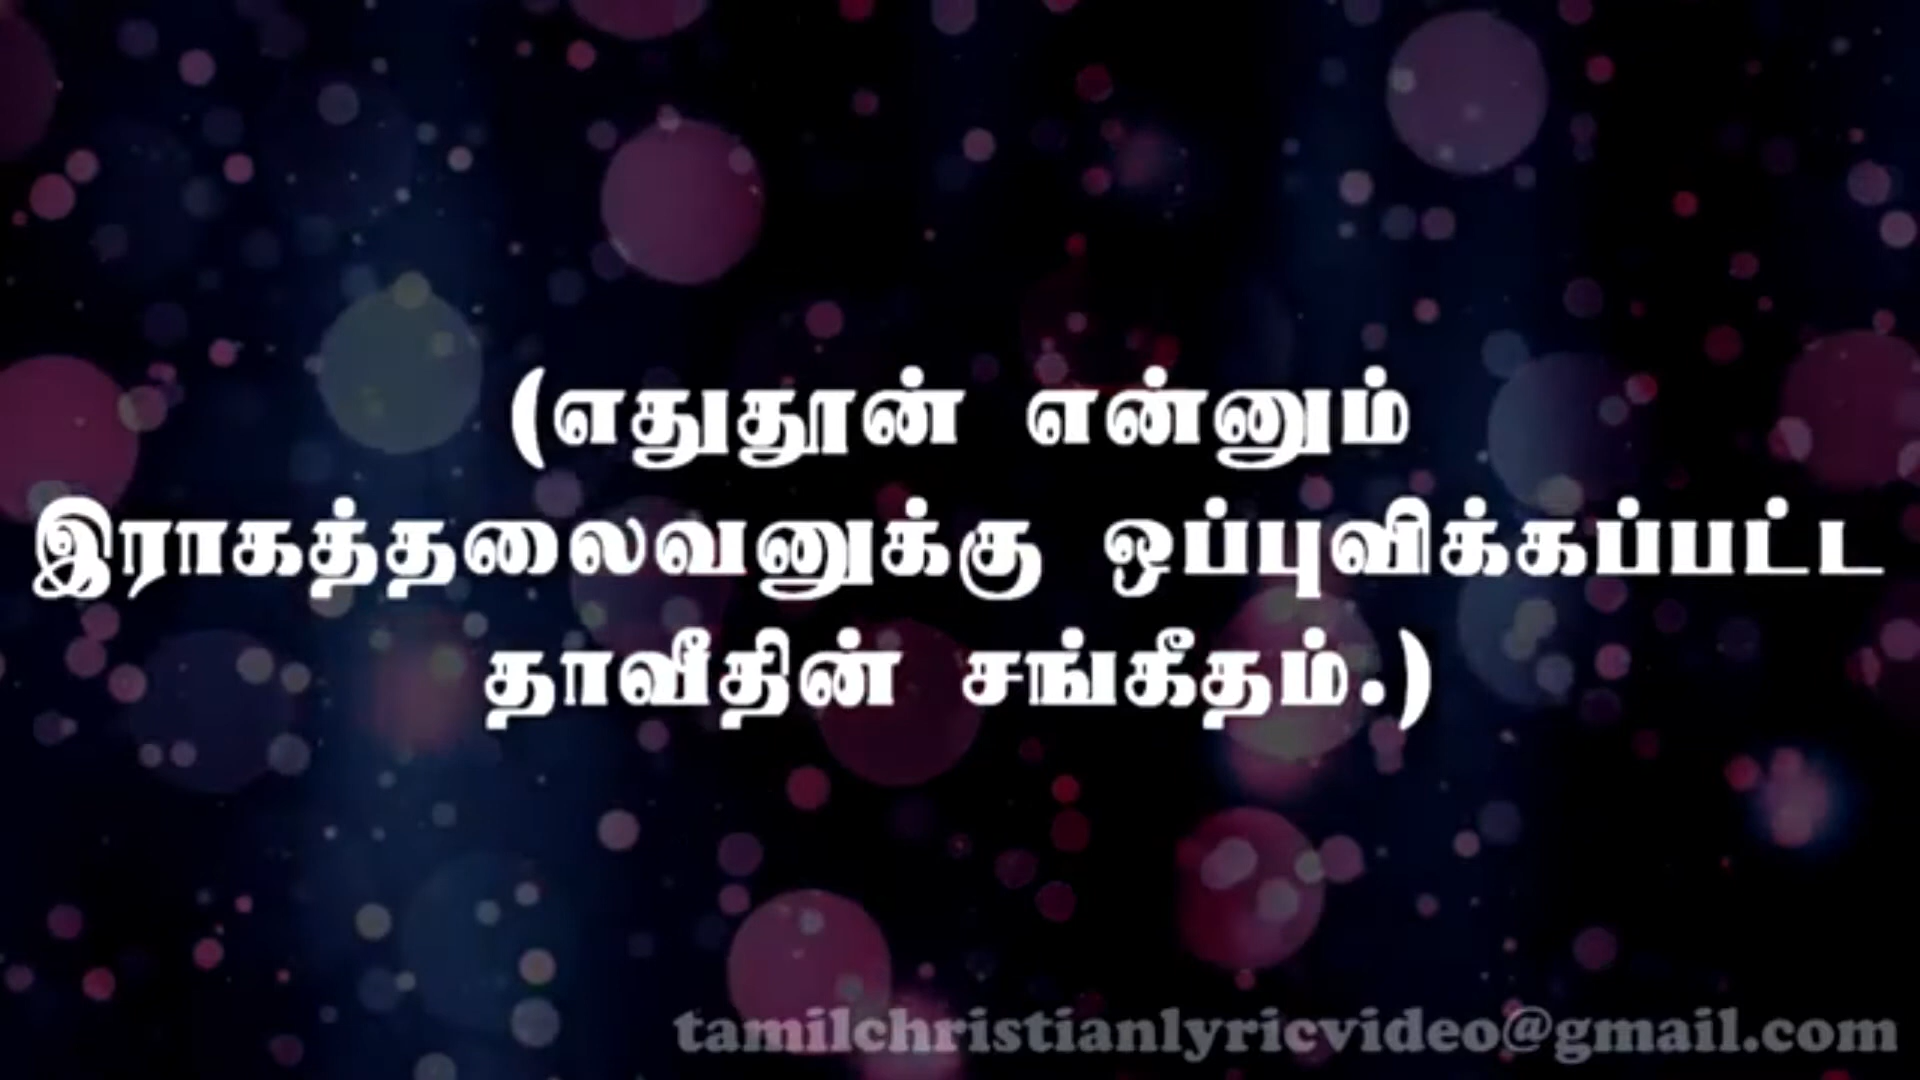 (எதுதூன் என்னும்
இராகத்தலைவனுக்கு ஒப்புவிக்கப்பட்ட
தாவீதின் சங்கீதம்.)
tamilchristianlyricvideo@gmail.com